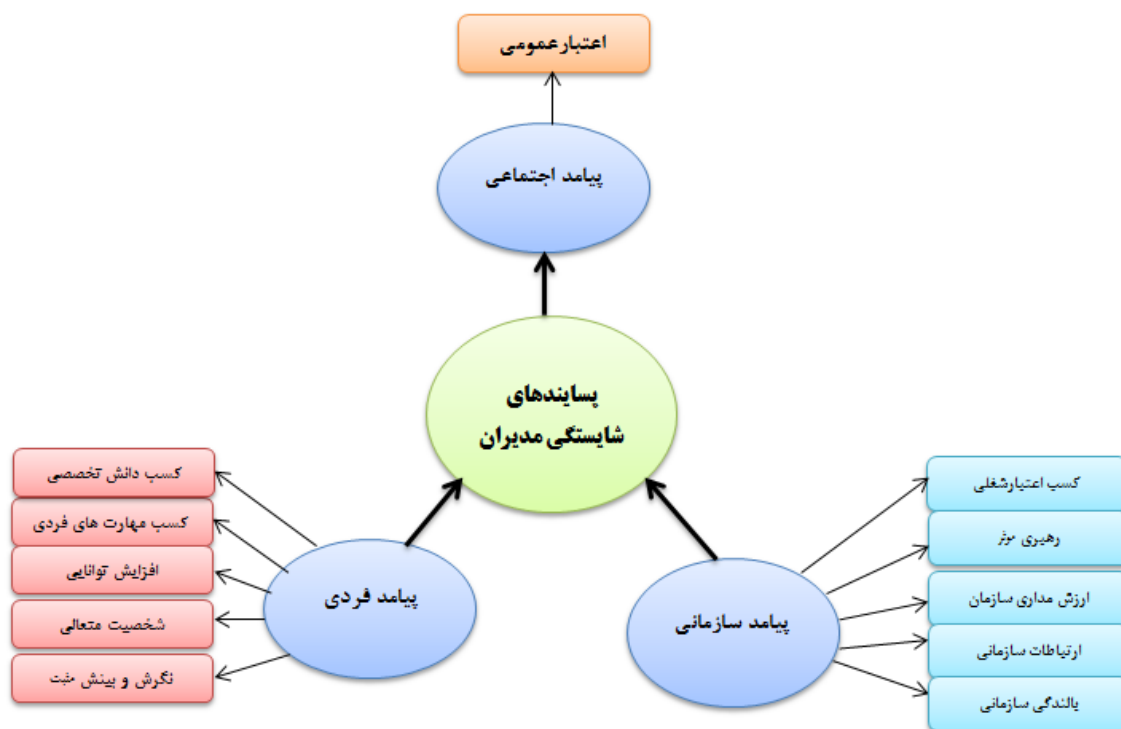 اعتبارعمومی
پیامد اجتماعی
پسایندهای
شایستگی مدیران
کسب اعتبارشغلی
رهبری موثر
ارزش مداری سازمان
ارتباطات سازمانی
بالندگی سازمانی
پیامد سازمانی
پیامد فردی
کسب دانش تخصصی
کسب مهارت های فردی
افزایش توانایی
شخصیت متعالی
نگرش و بینش مثبت